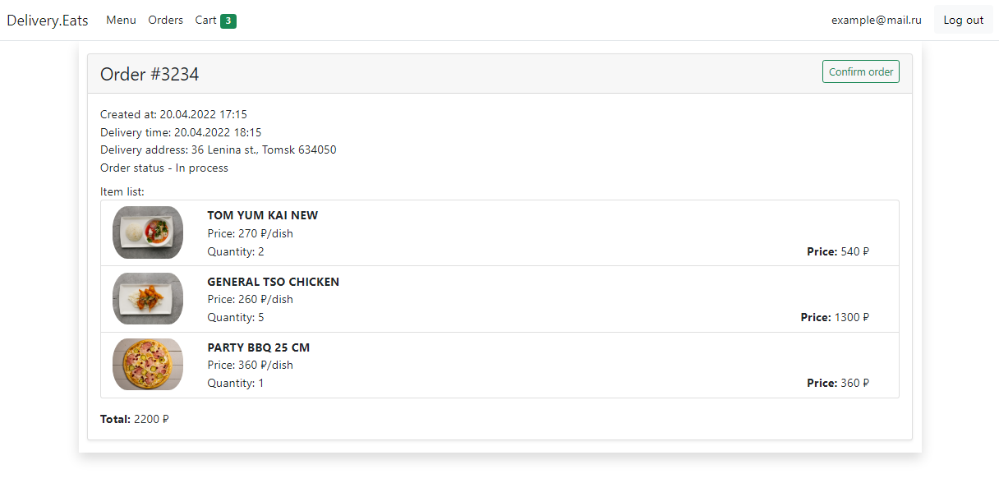 Delivery.Eats Menu Orders Cart 3 example@mail.ru Log out
Order #3234 Confirm order
Created at: 20.04.2022 17:15
Delivery time: 20.04.2022 18:15
Delivery address: 36 Lenina st., Tomsk 634050
Order status - In process
Item list:
TOM YUM KAI NEW
Price: 270 ₽/dish
Quantity: 2 Price: 540 ₽
GENERAL TSO CHICKEN
Price: 260 ₽/dish
Quantity: 5 Price: 1300 ₽
PARTY BBQ 25 CM
Price: 360 ₽/dish
Quantity: 1 Price: 360 ₽
Total: 2200 ₽